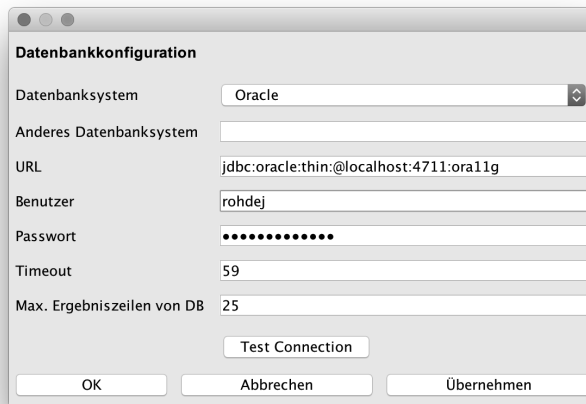 Datenbankkonfiguration
Datenbanksystem Oracle
Anderes Datenbanksystem
URL jdbc:oracle:thin:@localhost:4711:ora11g
Benutzer rohdej
Passwort •••••••••••••
Timeout 59
Max. Ergebniszeilen von DB 25
Test Connection
OK Abbrechen Übernehmen